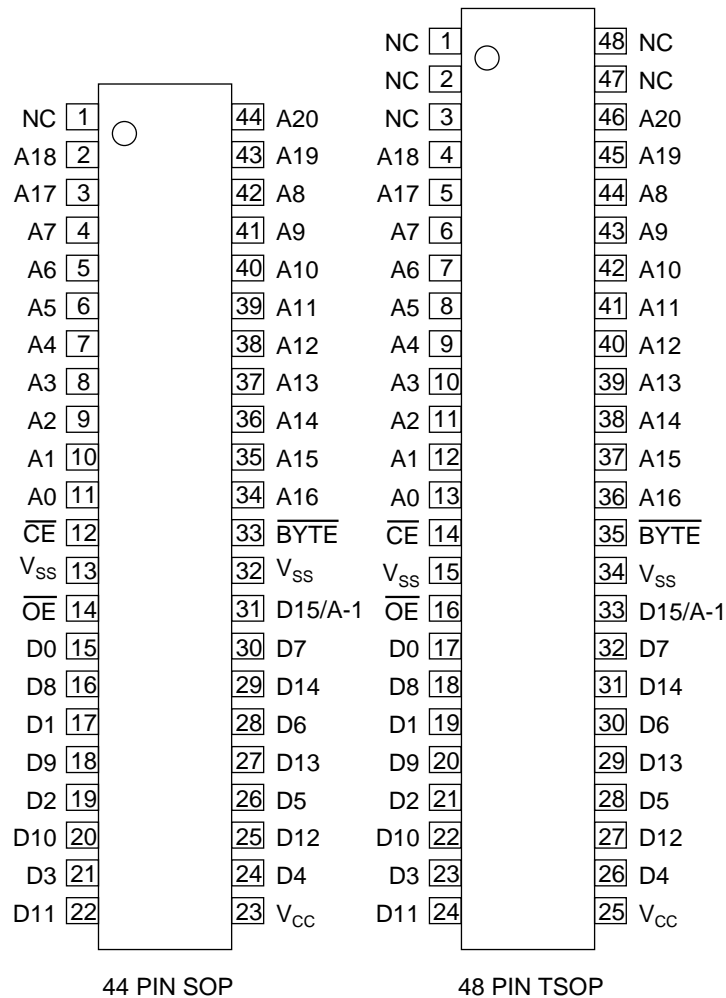 NC 1 44 A20
A18 2 43 A19
A17 3 42 A8
A7 4 41 A9
A6 5 40 A10
A5 6 39 A11
A4 7 38 A12
A3 8 37 A13
A2 9 36 A14
A1 10 35 A15
A0 11 34 A16
C̅E̅ 12 33 B̅Y̅T̅E̅
VSS 13 32 VSS
O̅E̅ 14 31 D15/A-1
D0 15 30 D7
D8 16 29 D14
D1 17 28 D6
D9 18 27 D13
D2 19 26 D5
D10 20 25 D12
D3 21 24 D4
D11 22 23 VCC
44 PIN SOP
NC 1 48 NC
NC 2 47 NC
NC 3 46 A20
A18 4 45 A19
A17 5 44 A8
A7 6 43 A9
A6 7 42 A10
A5 8 41 A11
A4 9 40 A12
A3 10 39 A13
A2 11 38 A14
A1 12 37 A15
A0 13 36 A16
C̅E̅ 14 35 B̅Y̅T̅E̅
VSS 15 34 VSS
O̅E̅ 16 33 D15/A-1
D0 17 32 D7
D8 18 31 D14
D1 19 30 D6
D9 20 29 D13
D2 21 28 D5
D10 22 27 D12
D3 23 26 D4
D11 24 25 VCC
48 PIN TSOP